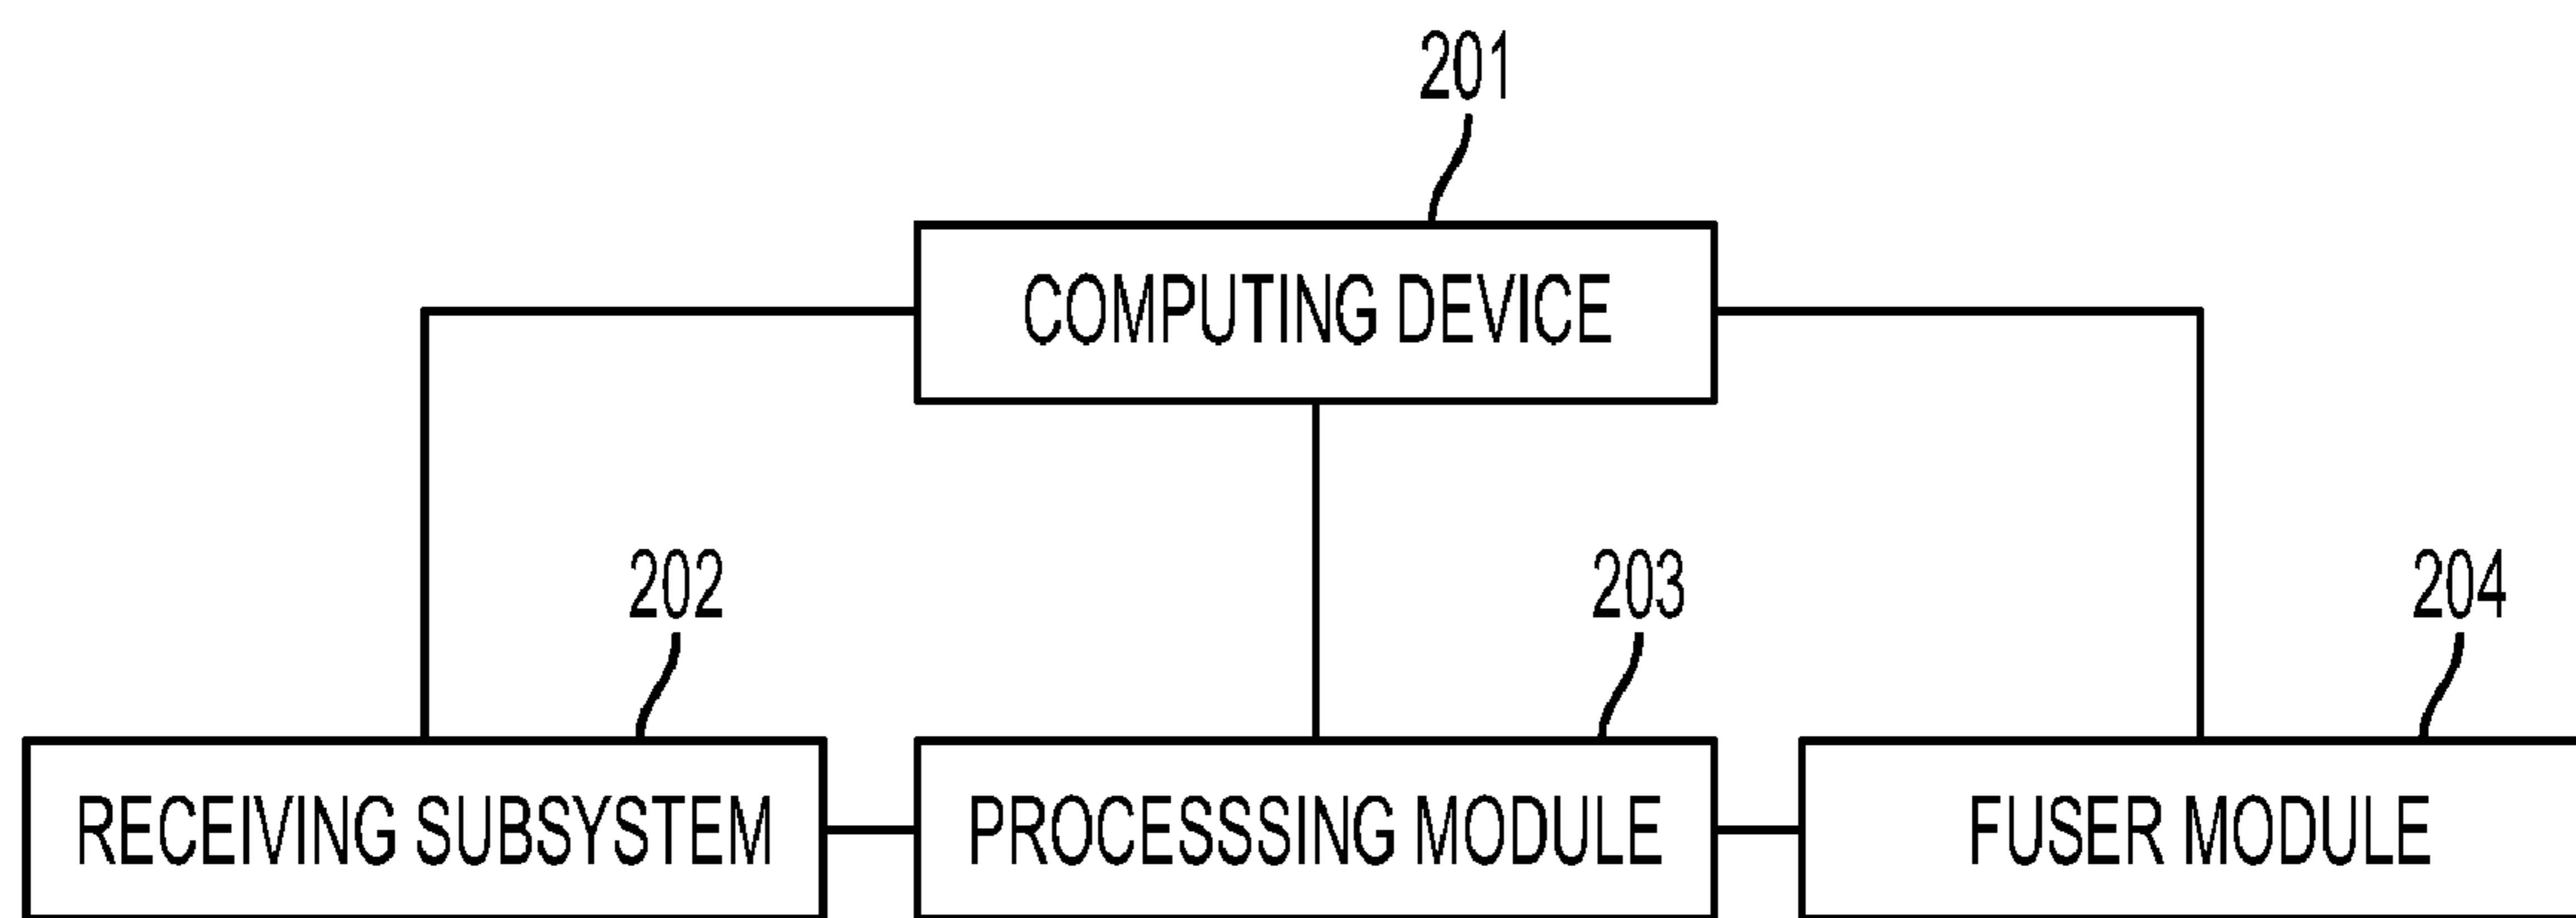 201
COMPUTING DEVICE
202
203
204
RECEIVING SUBSYSTEM
PROCESSSING MODULE
FUSER MODULE